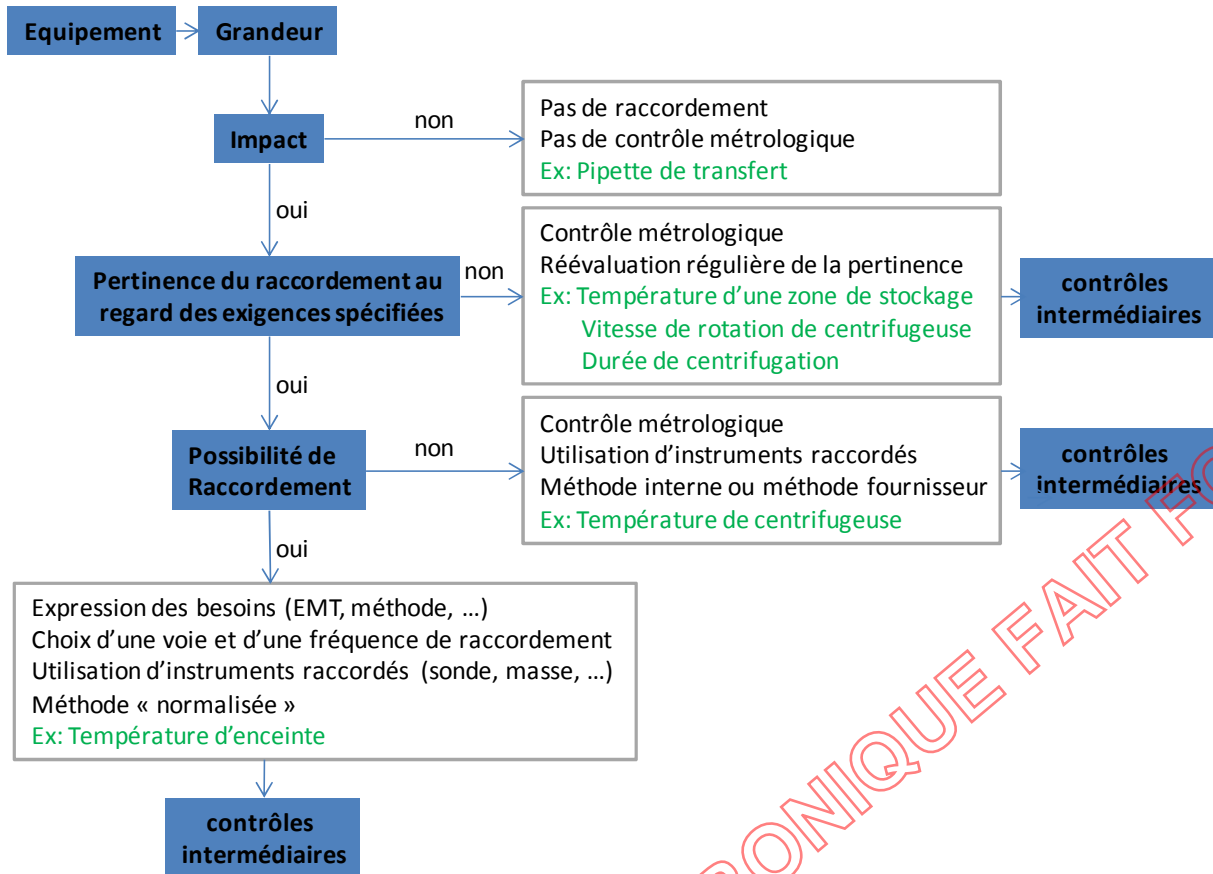 Equipement
Grandeur
Impact
non
Pas de raccordement
Pas de contrôle métrologique
Ex: Pipette de transfert
oui
Pertinence du raccordement au
regard des exigences spécifiées
non
Contrôle métrologique
Réévaluation régulière de la pertinence
Ex: Température d’une zone de stockage
Vitesse de rotation de centrifugeuse
Durée de centrifugation
contrôles
intermédiaires
oui
Possibilité de
Raccordement
non
Contrôle métrologique
Utilisation d’instruments raccordés
Méthode interne ou méthode fournisseur
Ex: Température de centrifugeuse
contrôles
intermédiaires
oui
Expression des besoins (EMT, méthode, …)
Choix d’une voie et d’une fréquence de raccordement
Utilisation d’instruments raccordés (sonde, masse, …)
Méthode « normalisée »
Ex: Température d’enceinte
contrôles
intermédiaires
FAIT